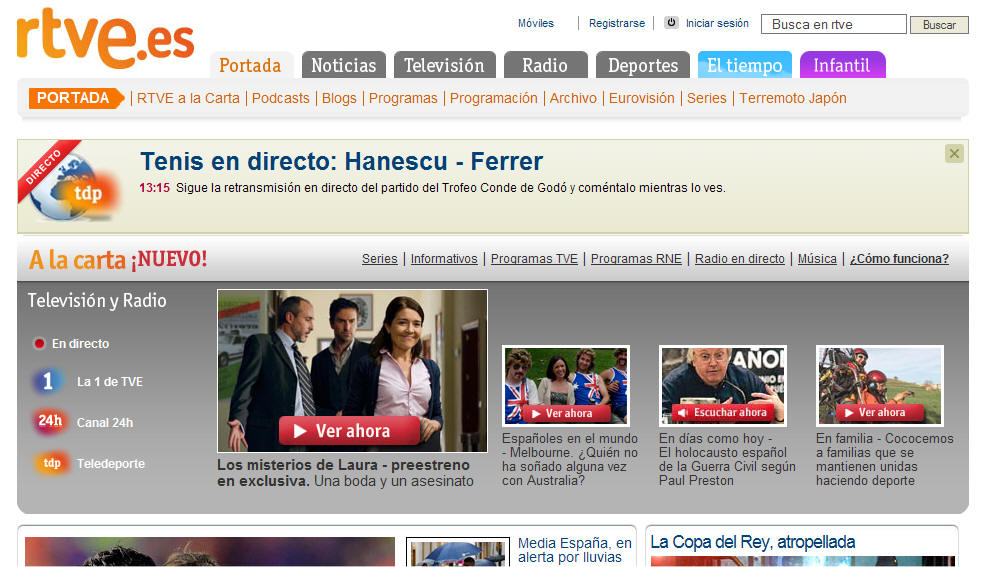 rtve.es
Móviles | Registrarse | Iniciar sesión
Busca en rtve
Buscar
Portada Noticias Televisión Radio Deportes El tiempo Infantil
PORTADA | RTVE a la Carta | Podcasts | Blogs | Programas | Programación | Archivo | Eurovisión | Series | Terremoto Japón
DIRECTO
tdp
Tenis en directo: Hanescu - Ferrer
13:15 Sigue la retransmisión en directo del partido del Trofeo Conde de Godó y coméntalo mientras lo ves.
A la carta ¡NUEVO!
Series | Informativos | Programas TVE | Programas RNE | Radio en directo | Música | ¿Cómo funciona?
Televisión y Radio
En directo
1 La 1 de TVE
24h Canal 24h
tdp Teledeporte
Ver ahora
Los misterios de Laura - preestreno
en exclusiva. Una boda y un asesinato
Ver ahora
Españoles en el mundo
- Melbourne. ¿Quién no
ha soñado alguna vez
con Australia?
AÑOL
Escuchar ahora
En días como hoy -
El holocausto español
de la Guerra Civil según
Paul Preston
Ver ahora
En familia - Cococemos
a familias que se
mantienen unidas
haciendo deporte
Media España, en
alerta por lluvias
La Copa del Rey, atropellada